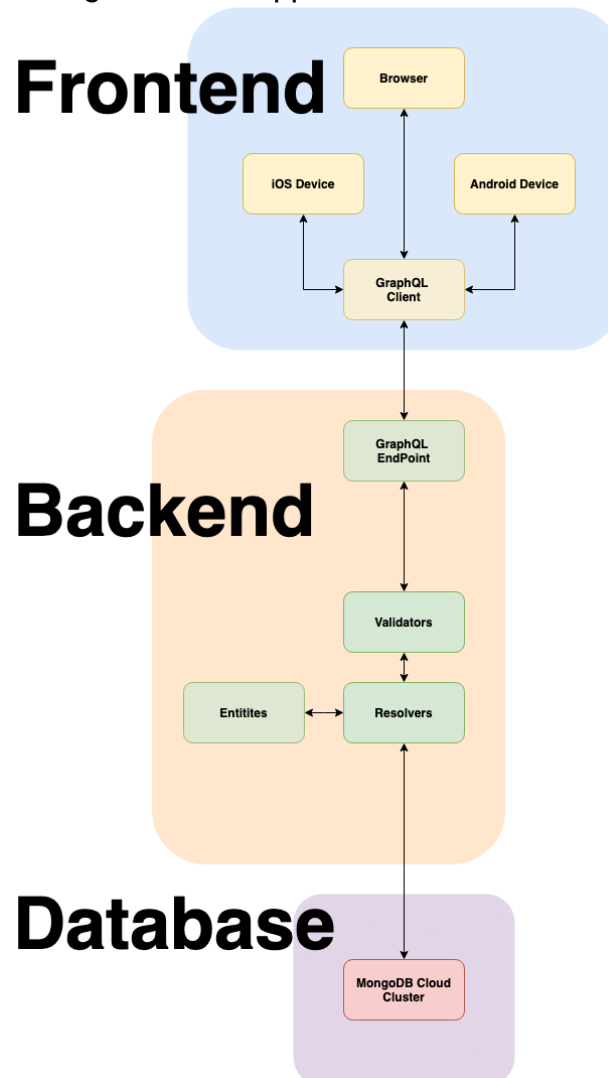 Frontend
Browser
iOS Device
Android Device
GraphQL
Client
GraphQL
EndPoint
Backend
Validators
Entitites
Resolvers
Database
MongoDB Cloud
Cluster